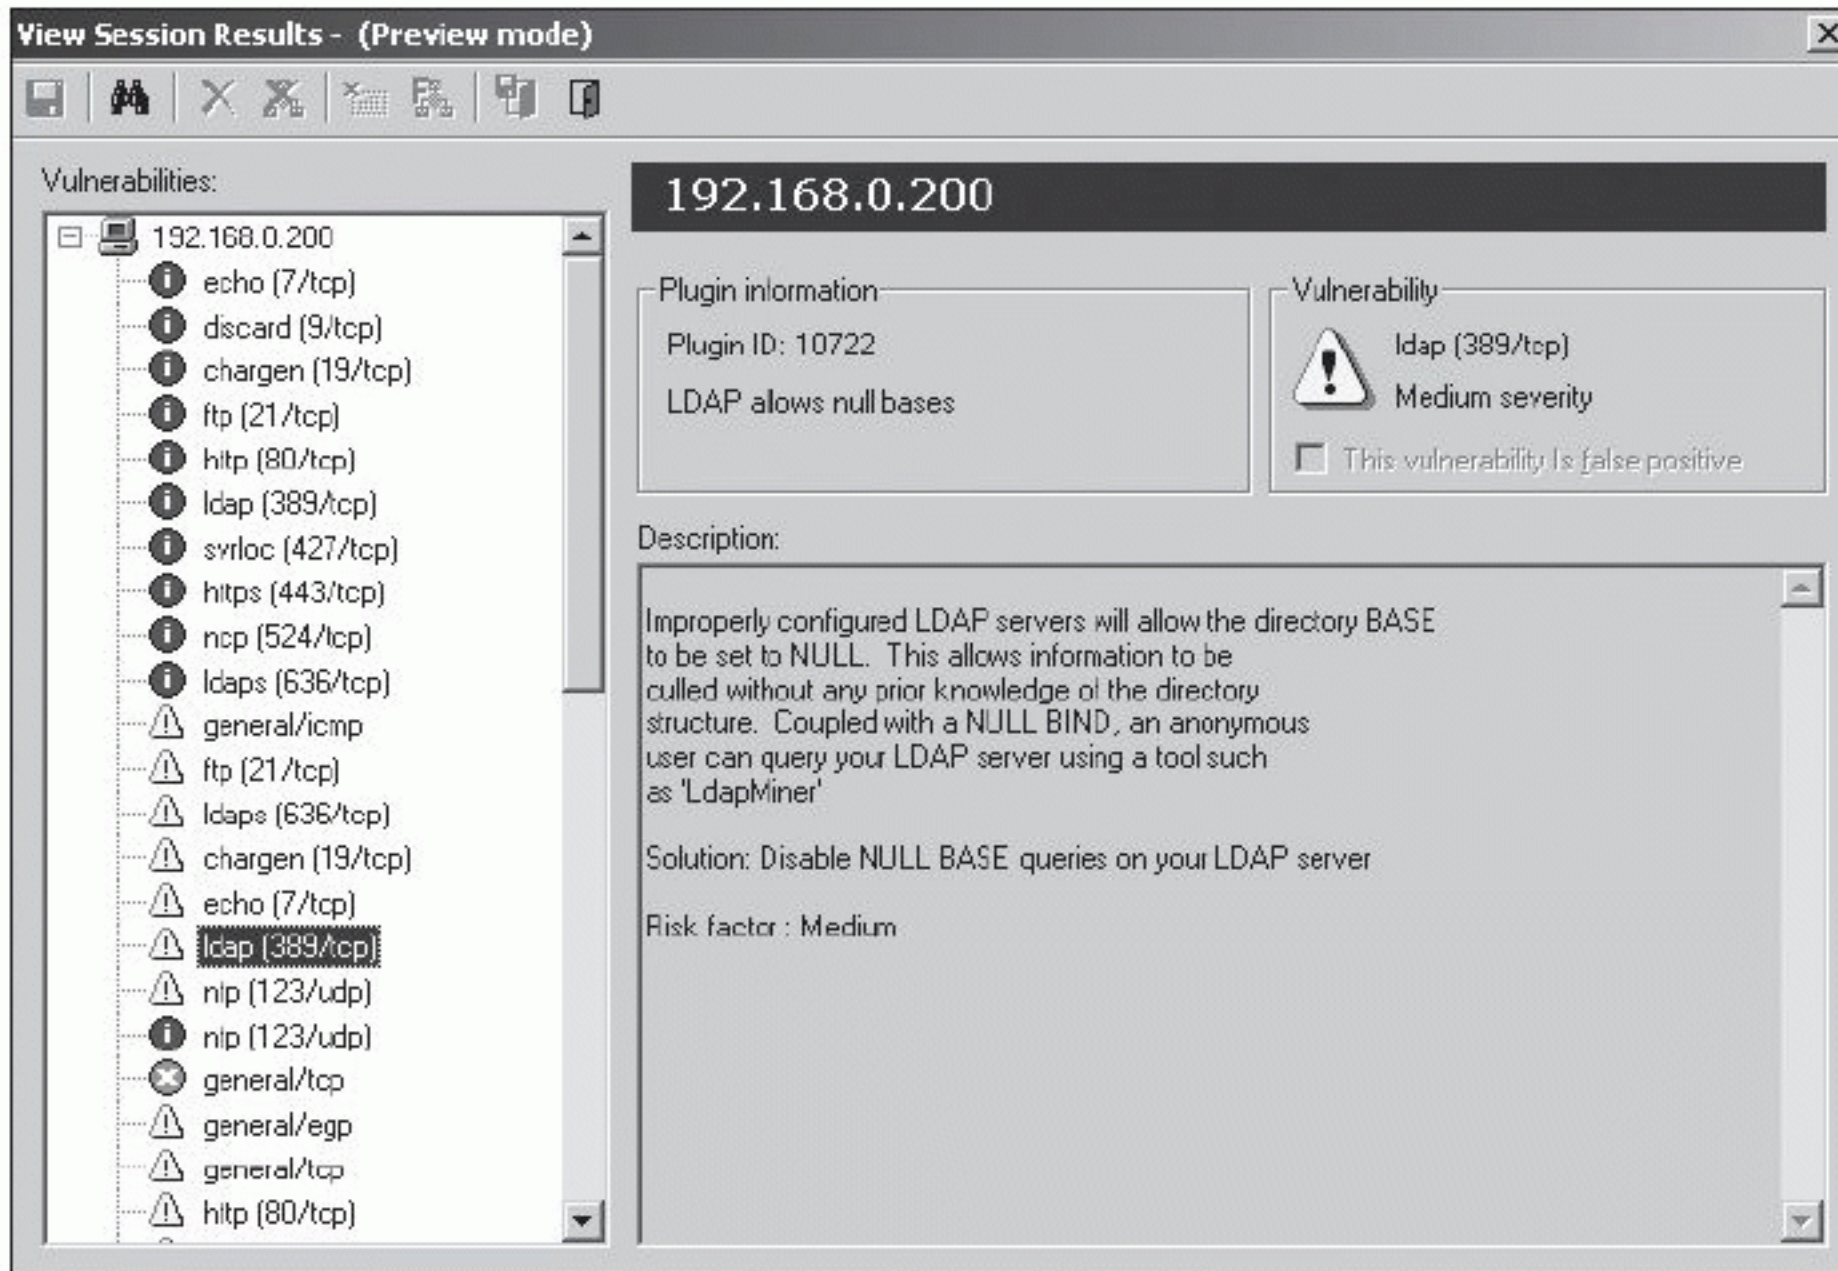 View Session Results - (Preview mode)
Vulnerabilities:
192.168.0.200
echo (7/tcp)
discard (9/tcp)
chargen (19/tcp)
ftp (21/tcp)
http (80/tcp)
ldap (389/tcp)
svrloc (427/tcp)
https (443/tcp)
ncp (524/tcp)
ldaps (636/tcp)
general/icmp
ftp (21/tcp)
ldaps (636/tcp)
chargen (19/tcp)
echo (7/tcp)
ldap (389/tcp)
ntp (123/udp)
ntp (123/udp)
general/tcp
general/egp
general/tcp
http (80/tcp)
192.168.0.200
Plugin information
Plugin ID: 10722
LDAP allows null bases
Vulnerability
ldap (389/tcp)
Medium severity
This vulnerability Is false positive
Description:
Improperly configured LDAP servers will allow the directory BASE
to be set to NULL. This allows information to be
culled without any prior knowledge of the directory
structure. Coupled with a NULL BIND, an anonymous
user can query your LDAP server using a tool such
as 'LdapMiner'
Solution: Disable NULL BASE queries on your LDAP server
Risk factor : Medium